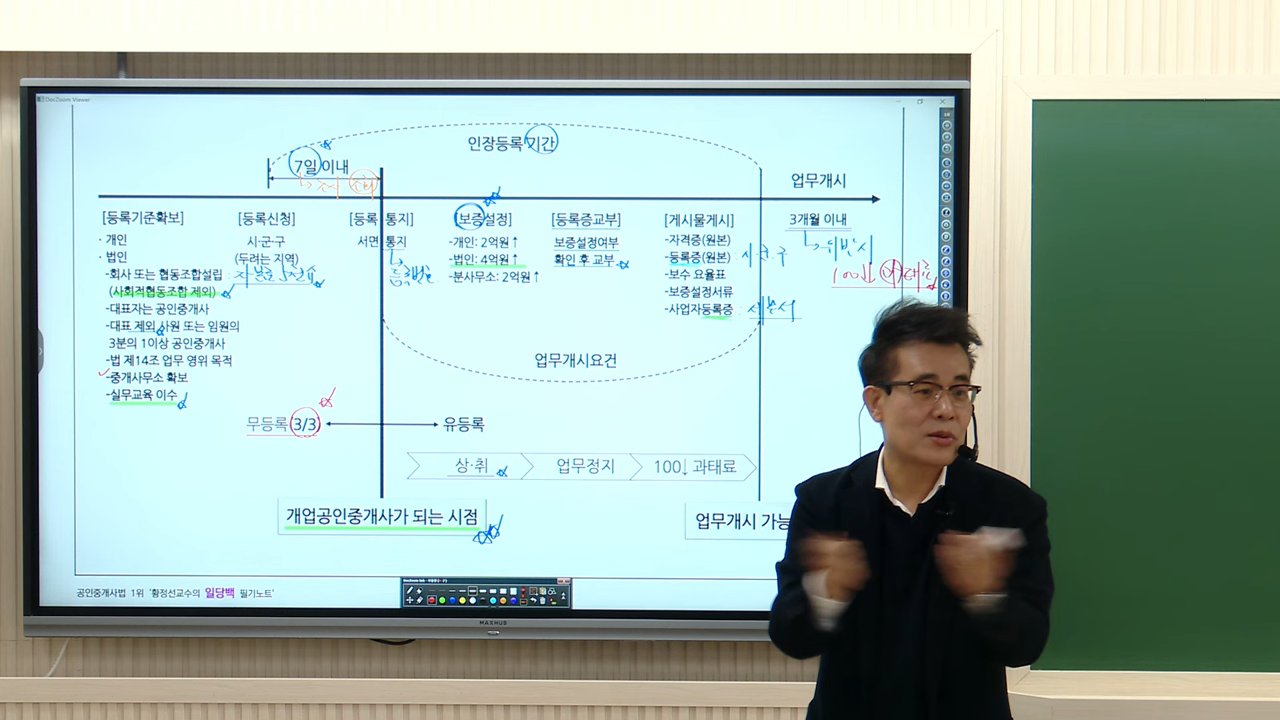 DocZoom Viewer
인장등록기간
7일이내
업무개시
[등록기준확보]
· 개인
· 법인
-회사 또는 협동조합설립
(사회적협동조합 제외)
-대표자는 공인중개사
-대표 제외 사원 또는 임원의
3분의 1이상 공인중개사
-법 제14조 업무 영위 목적
-중개사무소 확보
-실무교육 이수
[등록신청]
시·군·구
(두려는 지역)
[등록 통지]
서면 통지
[보증설정]
-개인: 2억원↑
-법인: 4억원↑
-분사무소: 2억원↑
[등록증교부]
보증설정여부
확인 후 교부
[게시물게시]
-자격증(원본)
-등록증(원본)
-보수 요율표
-보증설정서류
-사업자등록증
시·군·구
3개월 이내
업무개시요건
무등록 3/3
유등록
상·취
업무정지
100↓ 과태료
개업공인중개사가 되는 시점
업무개시 가능
공인중개사법 1위 '황정선교수의 일당백 필기노트'
MAXHUB